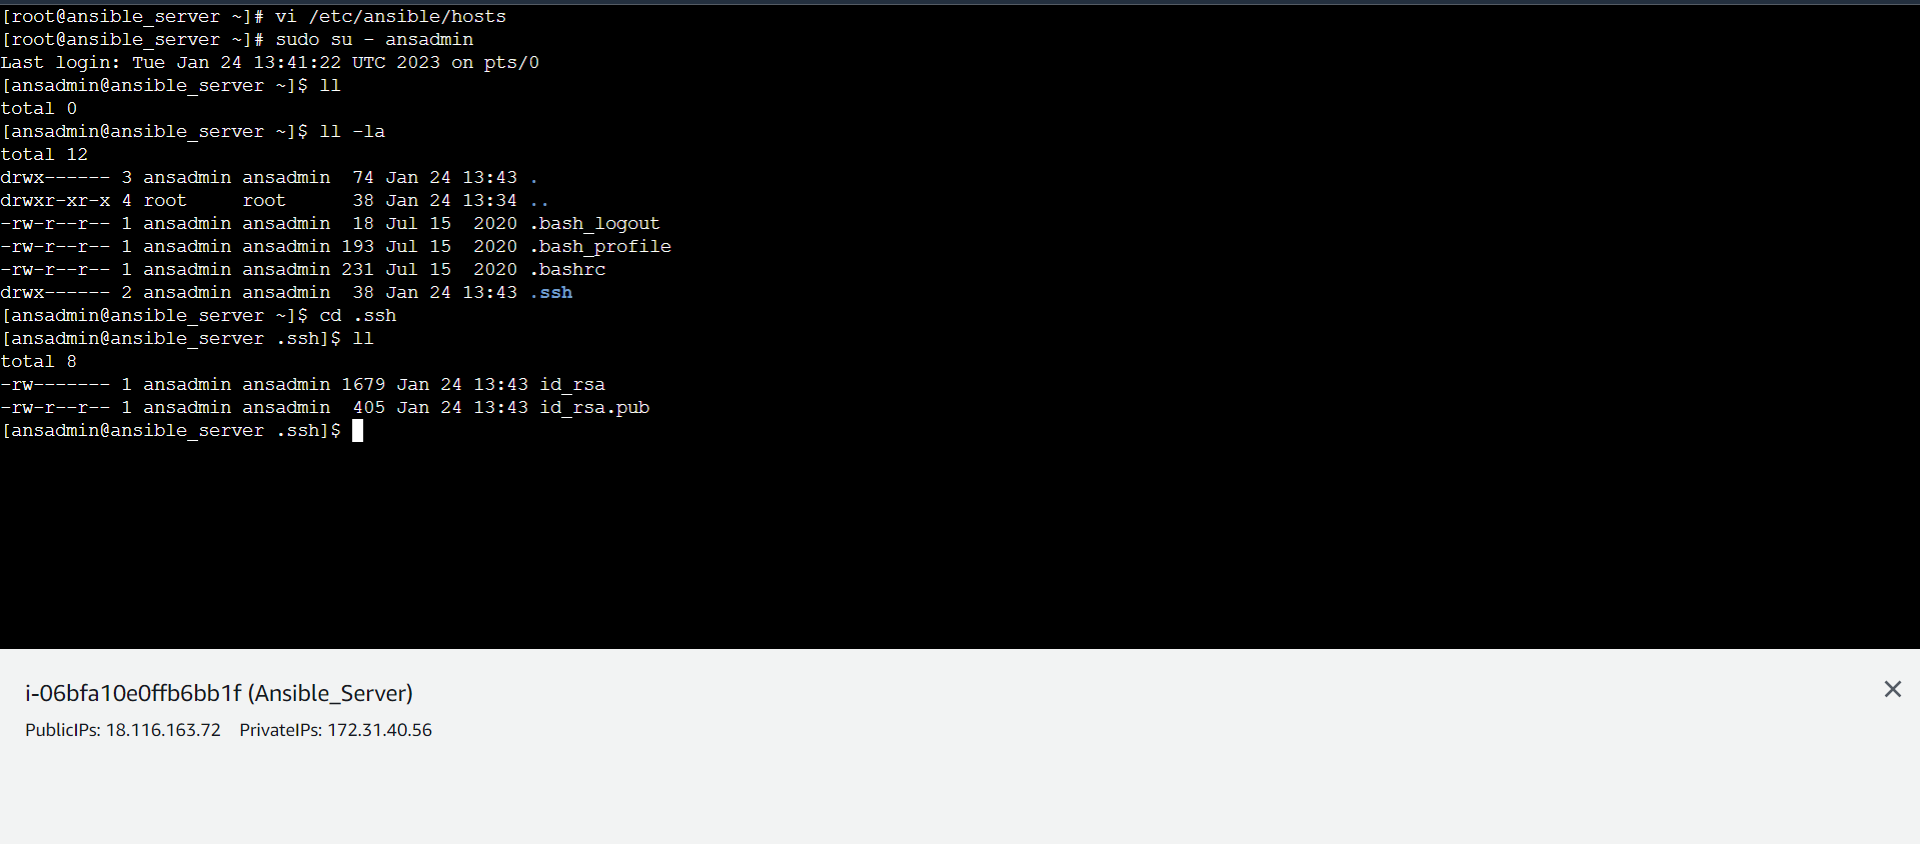 [root@ansible_server ~]# vi /etc/ansible/hosts
[root@ansible_server ~]# sudo su - ansadmin
Last login: Tue Jan 24 13:41:22 UTC 2023 on pts/0
[ansadmin@ansible_server ~]$ ll
total 0
[ansadmin@ansible_server ~]$ ll -la
total 12
drwx------ 3 ansadmin ansadmin  74 Jan 24 13:43 .
drwxr-xr-x 4 root     root      38 Jan 24 13:34 ..
-rw-r--r-- 1 ansadmin ansadmin  18 Jul 15  2020 .bash_logout
-rw-r--r-- 1 ansadmin ansadmin 193 Jul 15  2020 .bash_profile
-rw-r--r-- 1 ansadmin ansadmin 231 Jul 15  2020 .bashrc
drwx------ 2 ansadmin ansadmin  38 Jan 24 13:43 .ssh
[ansadmin@ansible_server ~]$ cd .ssh
[ansadmin@ansible_server .ssh]$ ll
total 8
-rw------- 1 ansadmin ansadmin 1679 Jan 24 13:43 id_rsa
-rw-r--r-- 1 ansadmin ansadmin  405 Jan 24 13:43 id_rsa.pub
[ansadmin@ansible_server .ssh]$
i-06bfa10e0ffb6bb1f (Ansible_Server)
PublicIPs: 18.116.163.72 PrivateIPs: 172.31.40.56